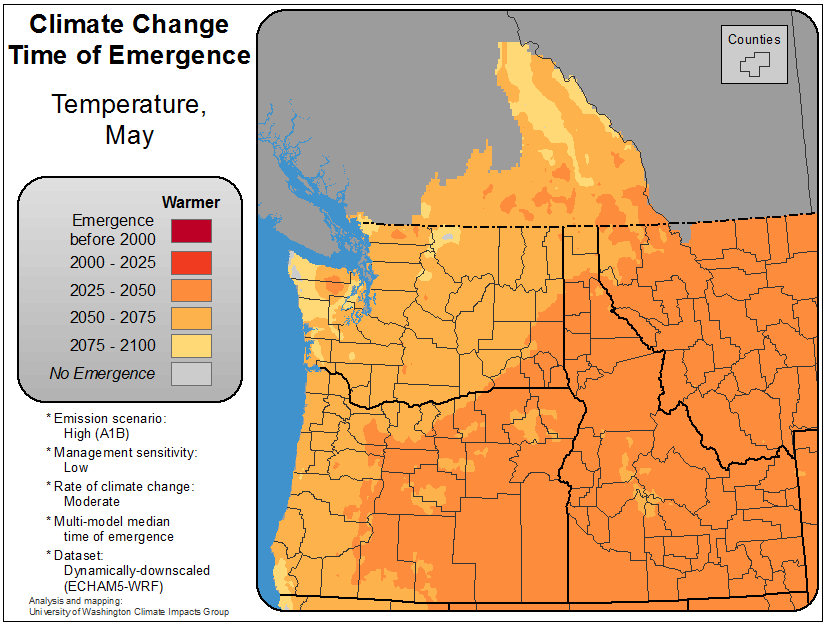 Climate Change
Time of Emergence
Temperature,
May
Warmer
Emergence
before 2000
2000 - 2025
2025 - 2050
2050 - 2075
2075 - 2100
No Emergence
* Emission scenario:
High (A1B)
* Management sensitivity:
Low
* Rate of climate change:
Moderate
* Multi-model median
time of emergence
* Dataset:
Dynamically-downscaled
(ECHAM5-WRF)
Analysis and mapping:
University of Washington Climate Impacts Group
Counties